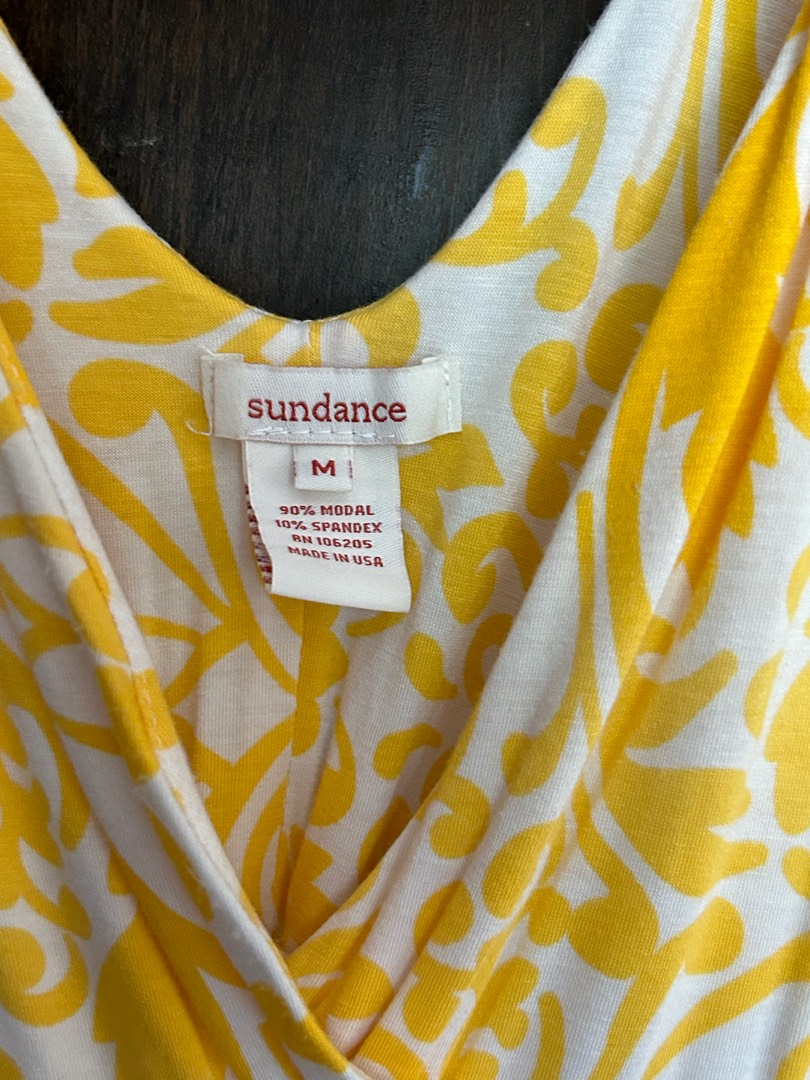 sundance
M
90% MODAL
10% SPANDEX
RN 106205
MADE IN USA